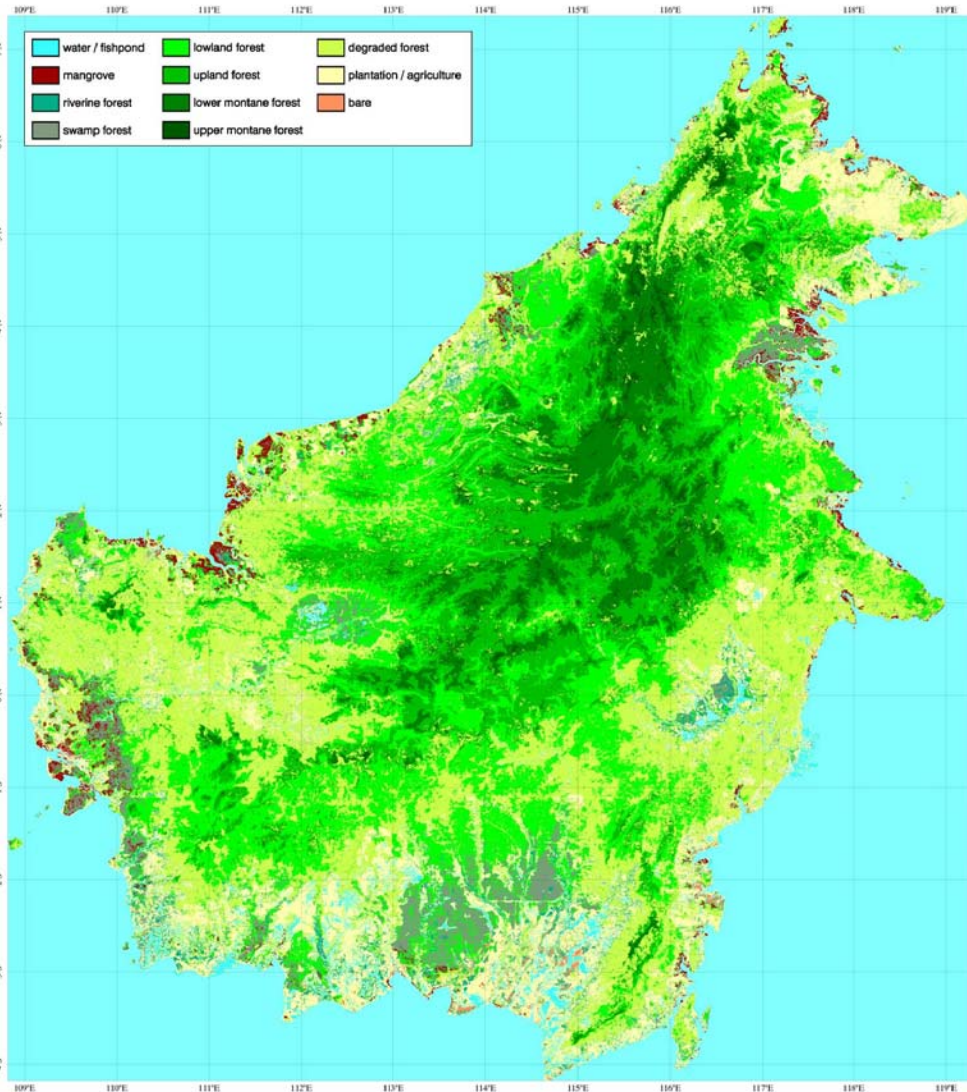 109°E 110°E 111°E 112°E 113°E 114°E 115°E 116°E 117°E 118°E 119°E
water / fishpond lowland forest degraded forest
mangrove upland forest plantation / agriculture
riverine forest lower montane forest bare
swamp forest upper montane forest
109°E 110°E 111°E 112°E 113°E 114°E 115°E 116°E 117°E 118°E 119°E